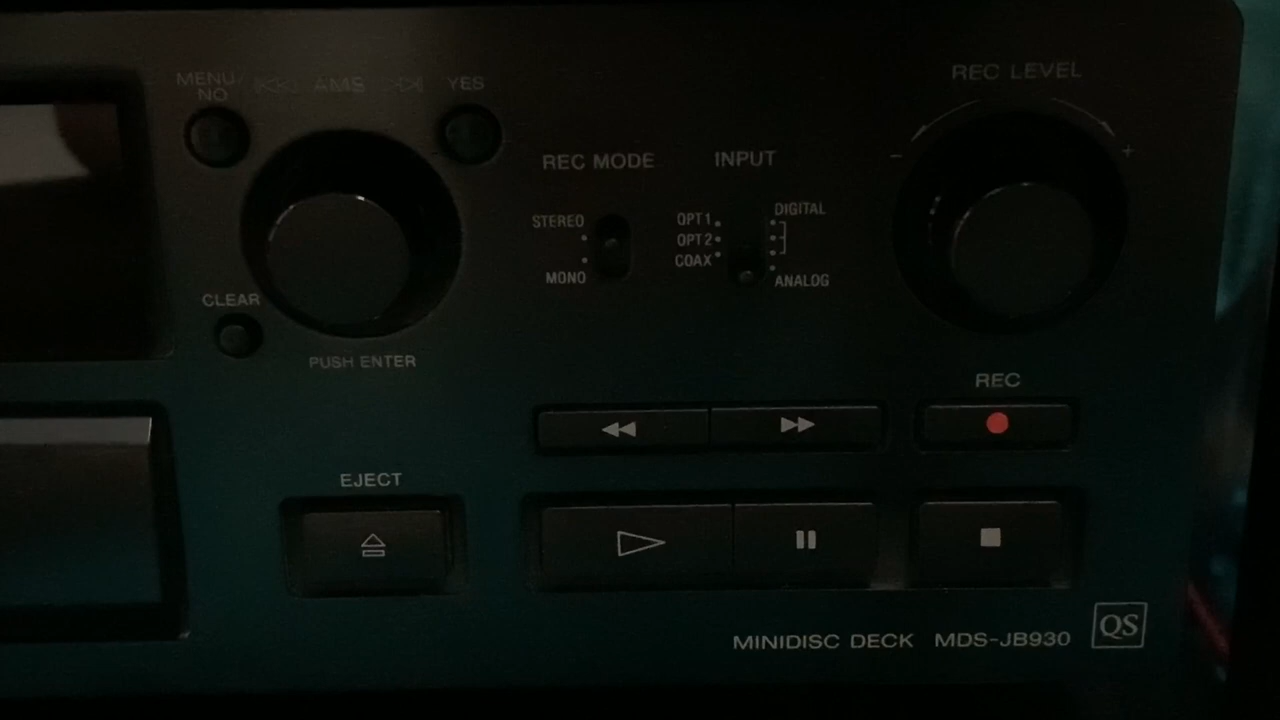 MENU/
NO
AMS
YES
REC LEVEL
- +
REC MODE
INPUT
STEREO
MONO
OPT1
OPT2
COAX
DIGITAL
ANALOG
CLEAR
PUSH ENTER
REC
EJECT
MINIDISC DECK MDS-JB930 QS